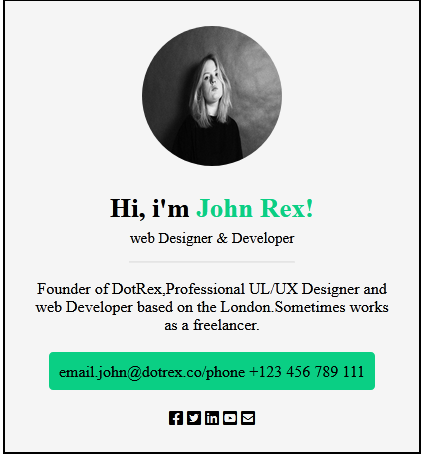 Hi, i'm John Rex!
web Designer & Developer
Founder of DotRex,Professional UL/UX Designer and
web Developer based on the London.Sometimes works
as a freelancer.
email.john@dotrex.co/phone +123 456 789 111